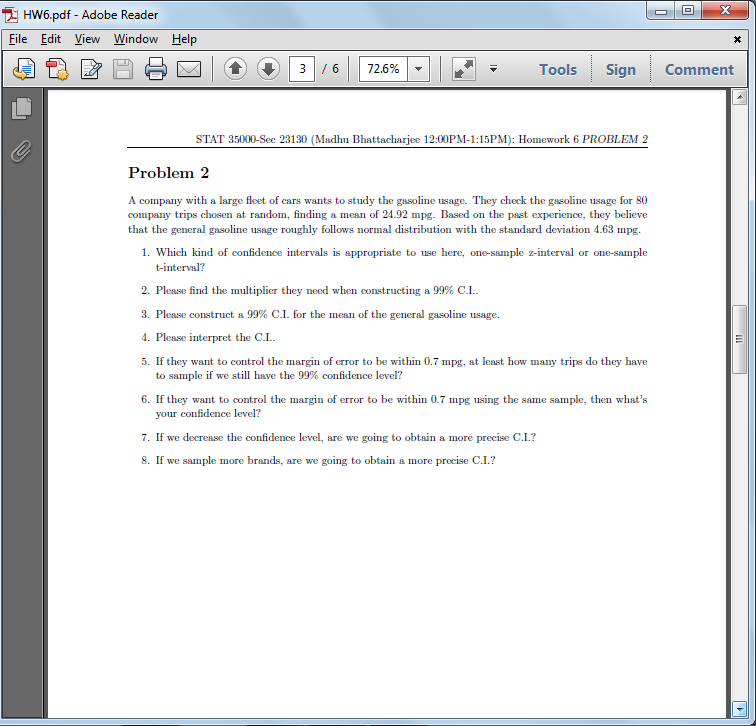 HW6.pdf - Adobe Reader
File Edit View Window Help
3 / 6 72.6% Tools Sign Comment
STAT 35000-Sec 23130 (Madhu Bhattacharjee 12:00PM-1:15PM): Homework 6 PROBLEM 2
Problem 2
A company with a large fleet of cars wants to study the gasoline usage. They check the gasoline usage for 80
company trips chosen at random, finding a mean of 24.92 mpg. Based on the past experience, they believe
that the general gasoline usage roughly follows normal distribution with the standard deviation 4.63 mpg.
1. Which kind of confidence intervals is appropriate to use here, one-sample z-interval or one-sample
t-interval?
2. Please find the multiplier they need when constructing a 99% C.I..
3. Please construct a 99% C.I. for the mean of the general gasoline usage.
4. Please interpret the C.I..
5. If they want to control the margin of error to be within 0.7 mpg, at least how many trips do they have
to sample if we still have the 99% confidence level?
6. If they want to control the margin of error to be within 0.7 mpg using the same sample, then what's
your confidence level?
7. If we decrease the confidence level, are we going to obtain a more precise C.I.?
8. If we sample more brands, are we going to obtain a more precise C.I.?